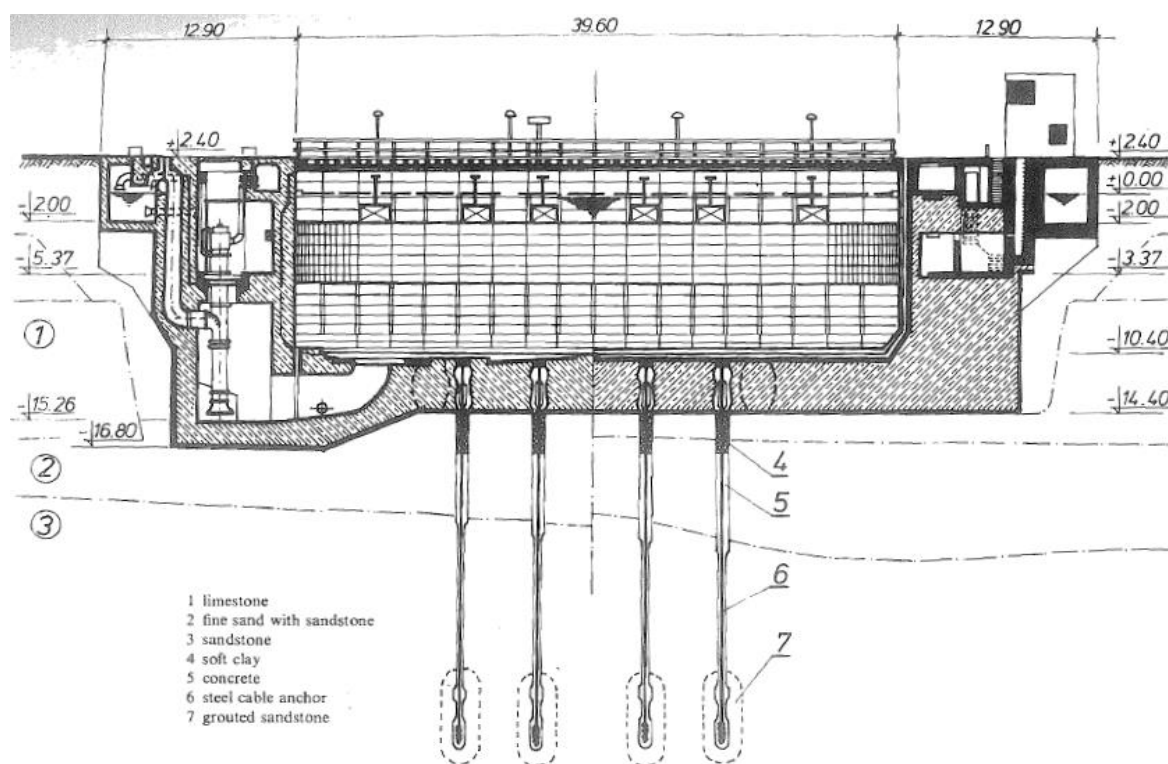 12.90 39.60 12.90
+2.40 +2.40
±0.00
-2.00 -2.00
-5.37 -3.37
① -10.40
-15.26 -14.40
-16.80
② 4
5
③
6
7
1 limestone
2 fine sand with sandstone
3 sandstone
4 soft clay
5 concrete
6 steel cable anchor
7 grouted sandstone